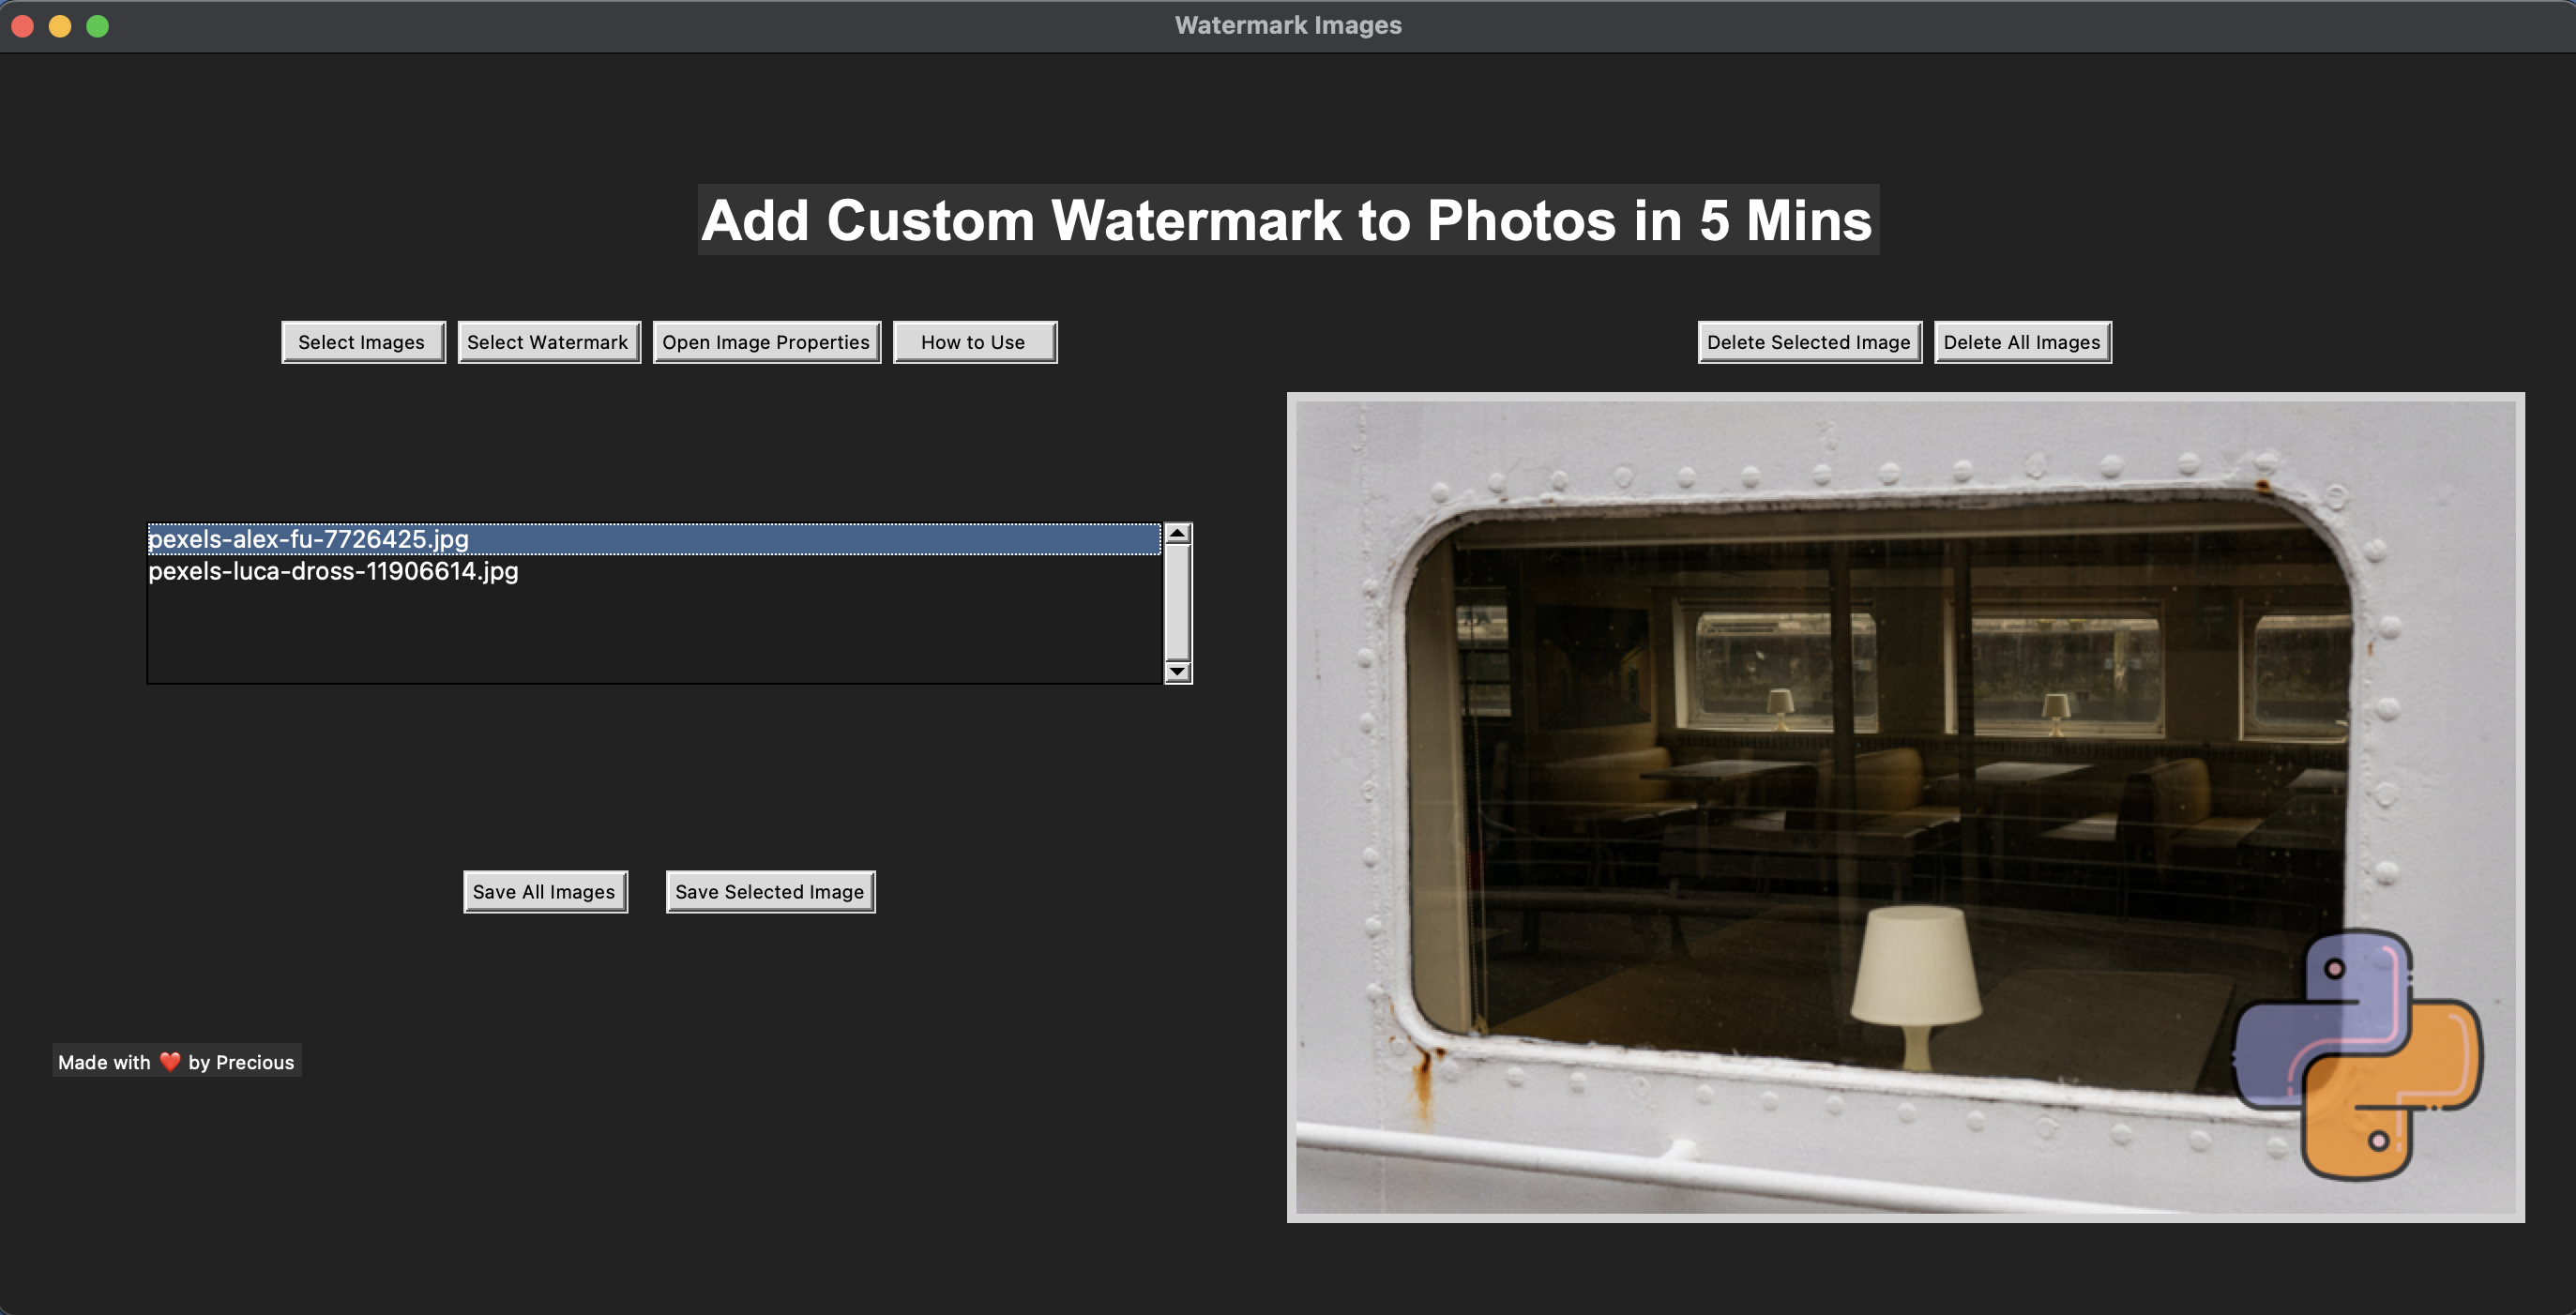 Watermark Images
Add Custom Watermark to Photos in 5 Mins
Select Images
Select Watermark
Open Image Properties
How to Use
Delete Selected Image
Delete All Images
pexels-alex-fu-7726425.jpg
pexels-luca-dross-11906614.jpg
Save All Images
Save Selected Image
Made with ❤️ by Precious